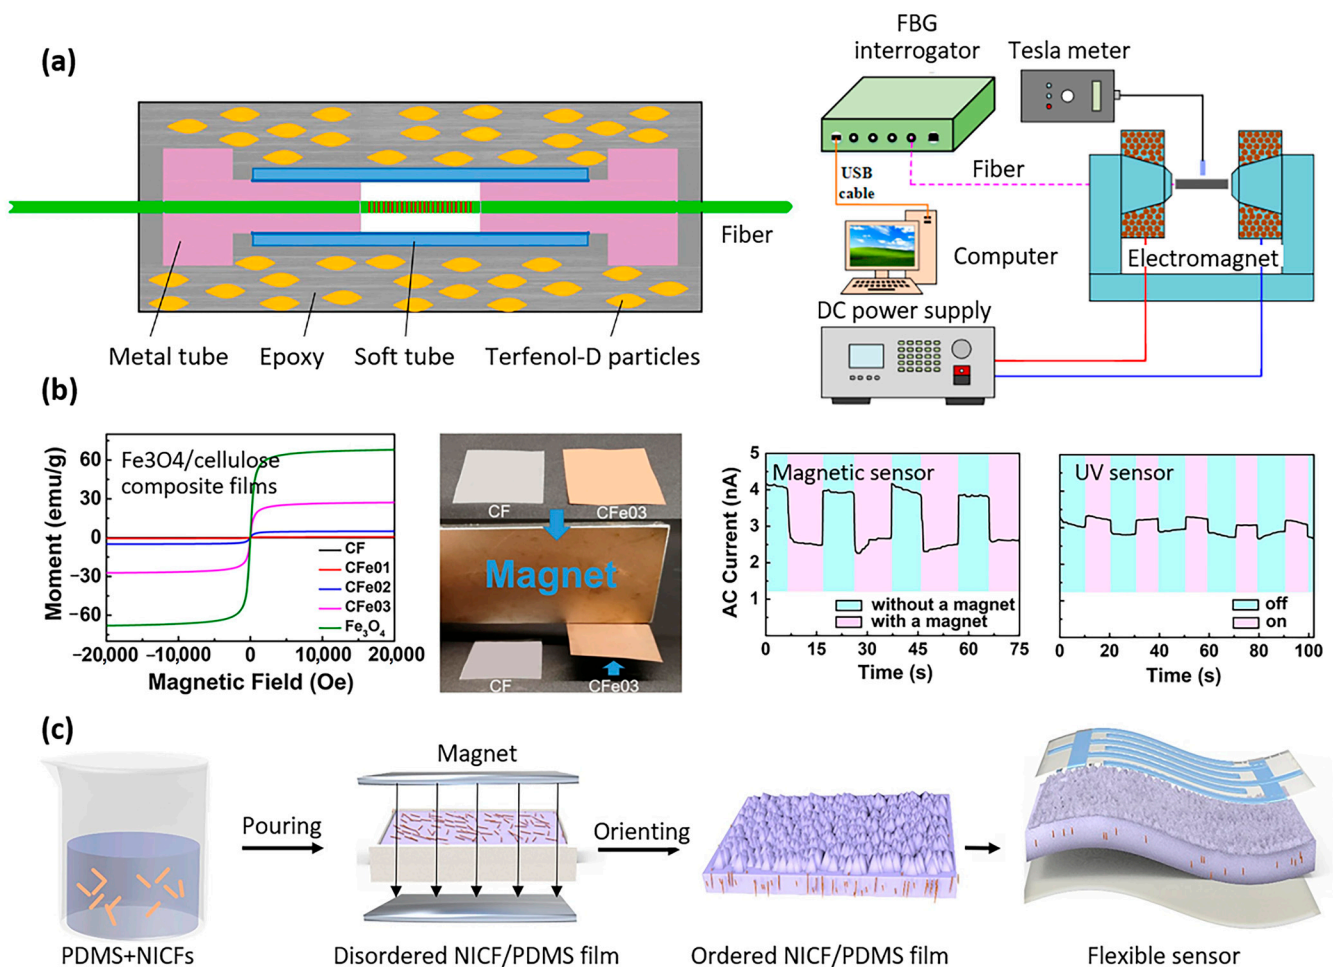 (a)
FBG
interrogator
Tesla meter
Fiber
USB
cable
Fiber
Computer
Electromagnet
DC power supply
Metal tube
Epoxy
Soft tube
Terfenol-D particles
(b)
Moment (emu/g)
60
30
0
−30
−60
Fe3O4/cellulose
composite films
CF
CFe01
CFe02
CFe03
Fe₃O₄
−20,000
−10,000
0
10,000
20,000
Magnetic Field (Oe)
CF
CFe03
Magnet
CF
CFe03
AC Current (nA)
5
4
3
2
1
0
Magnetic sensor
without a magnet
with a magnet
0
15
30
45
60
75
Time (s)
UV sensor
off
on
0
20
40
60
80
100
Time (s)
(c)
Magnet
Pouring
Orienting
PDMS+NICFs
Disordered NICF/PDMS film
Ordered NICF/PDMS film
Flexible sensor